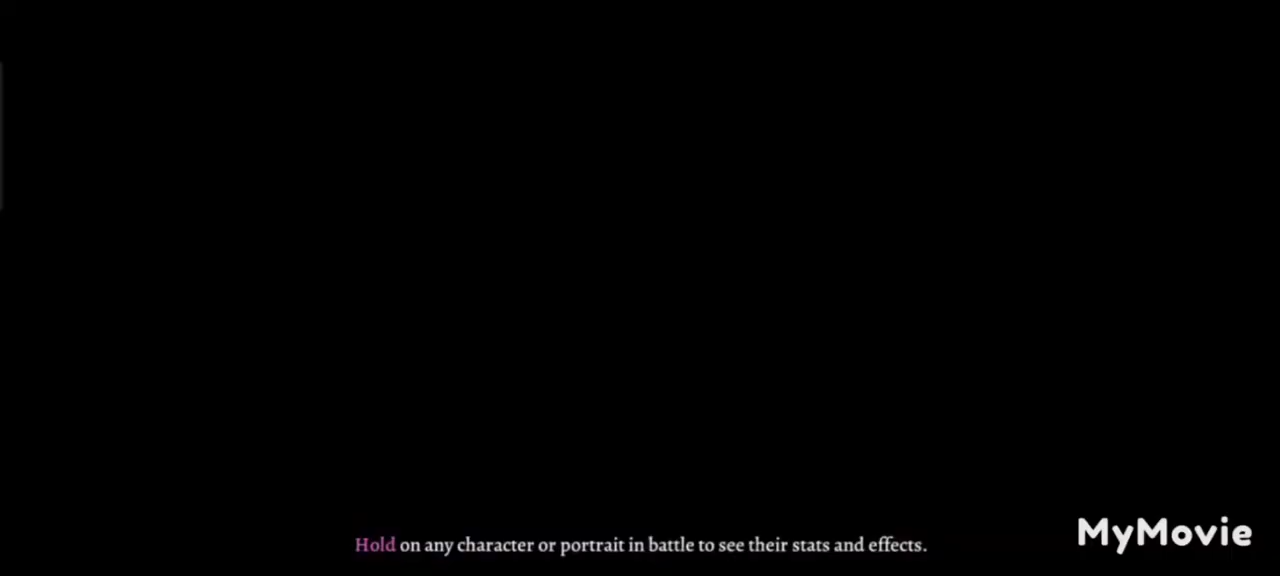 Hold on any character or portrait in battle to see their stats and effects.
MyMovie